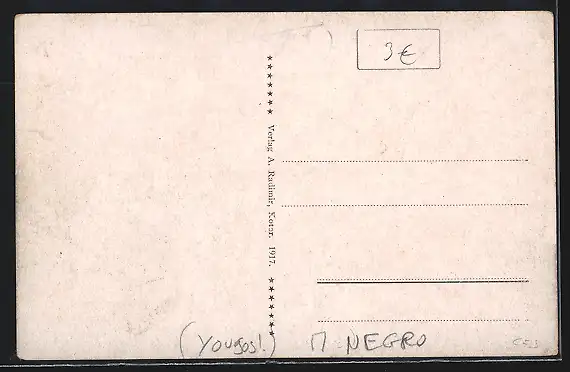 3 €
Verlag A. Radimir, Kotor. 1917.
(Yougos!.) M NEGRO